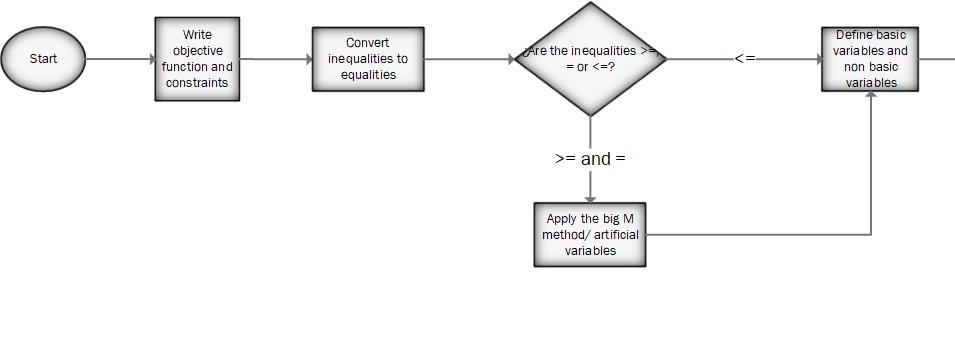 Start
Write
objective
function and
constraints
Convert
inequalities to
equalities
¿Are the inequalities >=,
= or <=?
<=
Define basic
variables and
non basic
variables
>= and =
Apply the big M
method/ artificial
variables